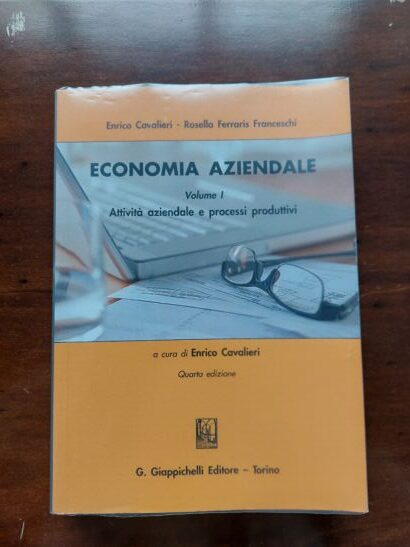 Enrico Cavalieri - Rosella Ferraris Franceschi
ECONOMIA AZIENDALE
Volume I
Attività aziendale e processi produttivi
a cura di Enrico Cavalieri
Quarta edizione
G. Giappichelli Editore – Torino